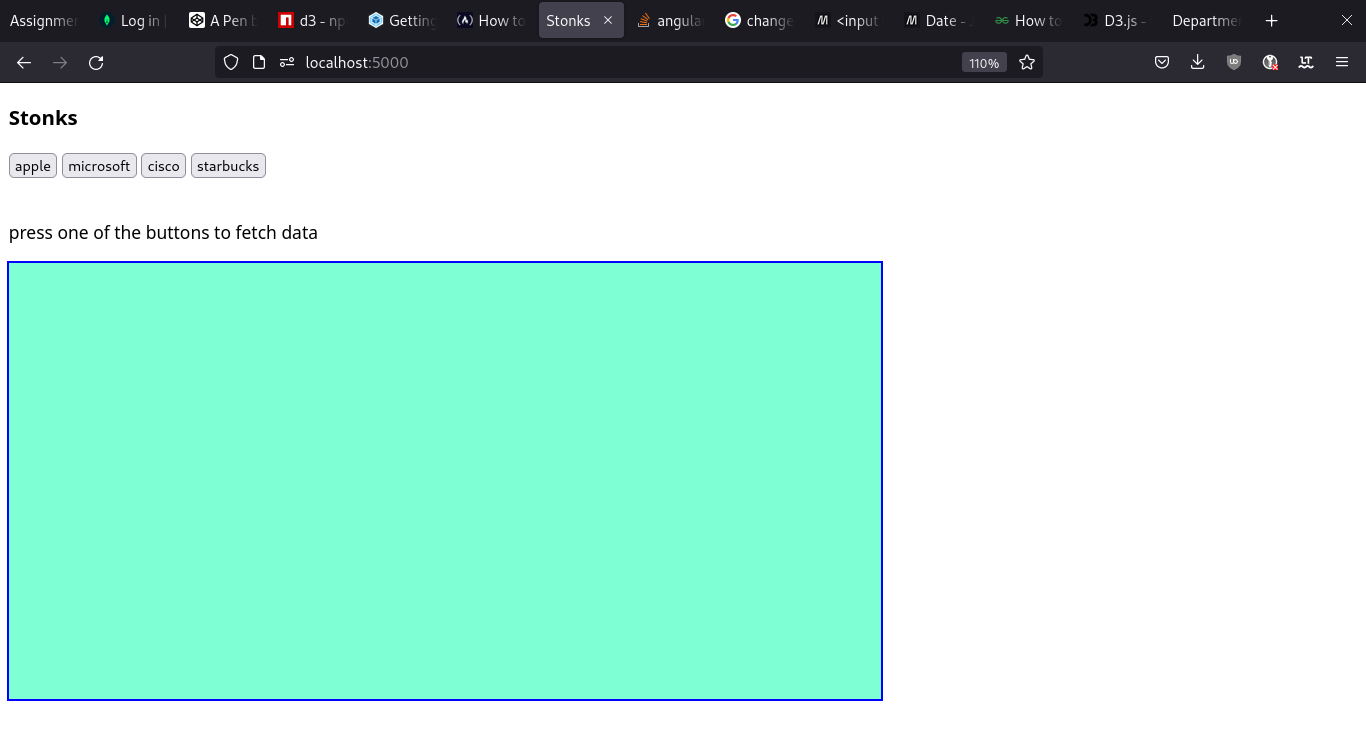 Assignmen Log in | A Pen b d3 - np Getting How to Stonks angula change <input Date - J How to D3.js - Departme
localhost:5000 110%
Stonks
apple microsoft cisco starbucks
press one of the buttons to fetch data